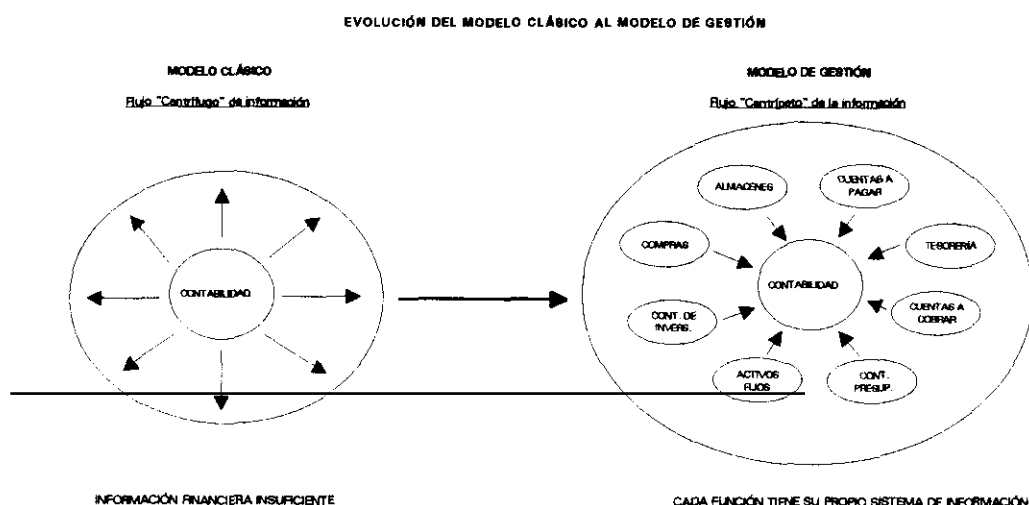 EVOLUCIÓN DEL MODELO CLÁSICO AL MODELO DE GESTIÓN
MODELO CLÁSICO
Flujo "Centrífugo" de información
CONTABILIDAD
INFORMACIÓN FINANCIERA INSUFICIENTE
MODELO DE GESTIÓN
Flujo "Centrípeto" de la información
ALMACENES
CUENTAS A
PAGAR
COMPRAS
TESORERÍA
CONTABILIDAD
CONT. DE
INVERS.
CUENTAS A
COBRAR
ACTIVOS
FIJOS
CONT.
PRESUP.
CADA FUNCIÓN TIENE SU PROPIO SISTEMA DE INFORMACIÓN